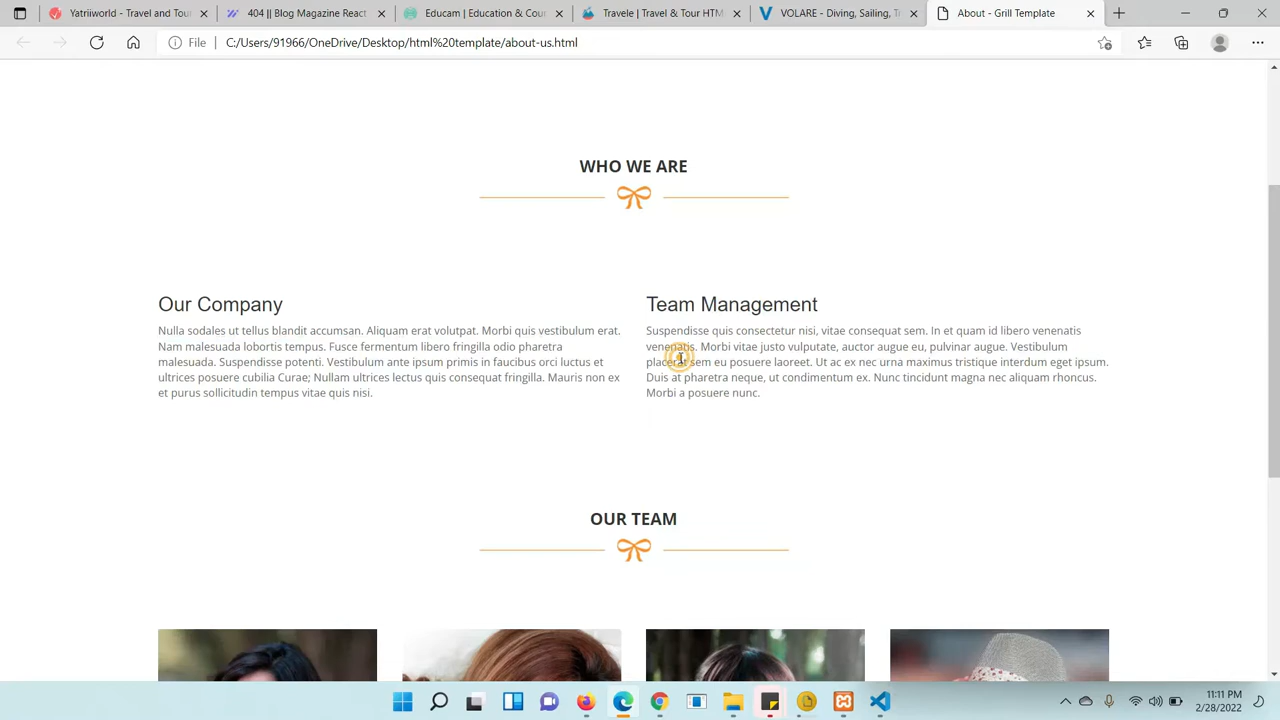 Yatriiworld - Travel and Tour
404 || Blog Magazine React
Educam | Education & Cou
Travele | Travel & Tour HTM
VOLARE - Diving, Sailing, T
About - Grill Template
File
C:/Users/91966/OneDrive/Desktop/html%20template/about-us.html
WHO WE ARE
Our Company
Nulla sodales ut tellus blandit accumsan. Aliquam erat volutpat. Morbi quis vestibulum erat.
Nam malesuada lobortis tempus. Fusce fermentum libero fringilla odio pharetra
malesuada. Suspendisse potenti. Vestibulum ante ipsum primis in faucibus orci luctus et
ultrices posuere cubilia Curae; Nullam ultrices lectus quis consequat fringilla. Mauris non ex
et purus sollicitudin tempus vitae quis nisi.
Team Management
Suspendisse quis consectetur nisi, vitae consequat sem. In et quam id libero venenatis
venenatis. Morbi vitae justo vulputate, auctor augue eu, pulvinar augue. Vestibulum
placerat sem eu posuere laoreet. Ut ac ex nec urna maximus tristique interdum eget ipsum.
Duis at pharetra neque, ut condimentum ex. Nunc tincidunt magna nec aliquam rhoncus.
Morbi a posuere nunc.
OUR TEAM
11:11 PM
2/28/2022